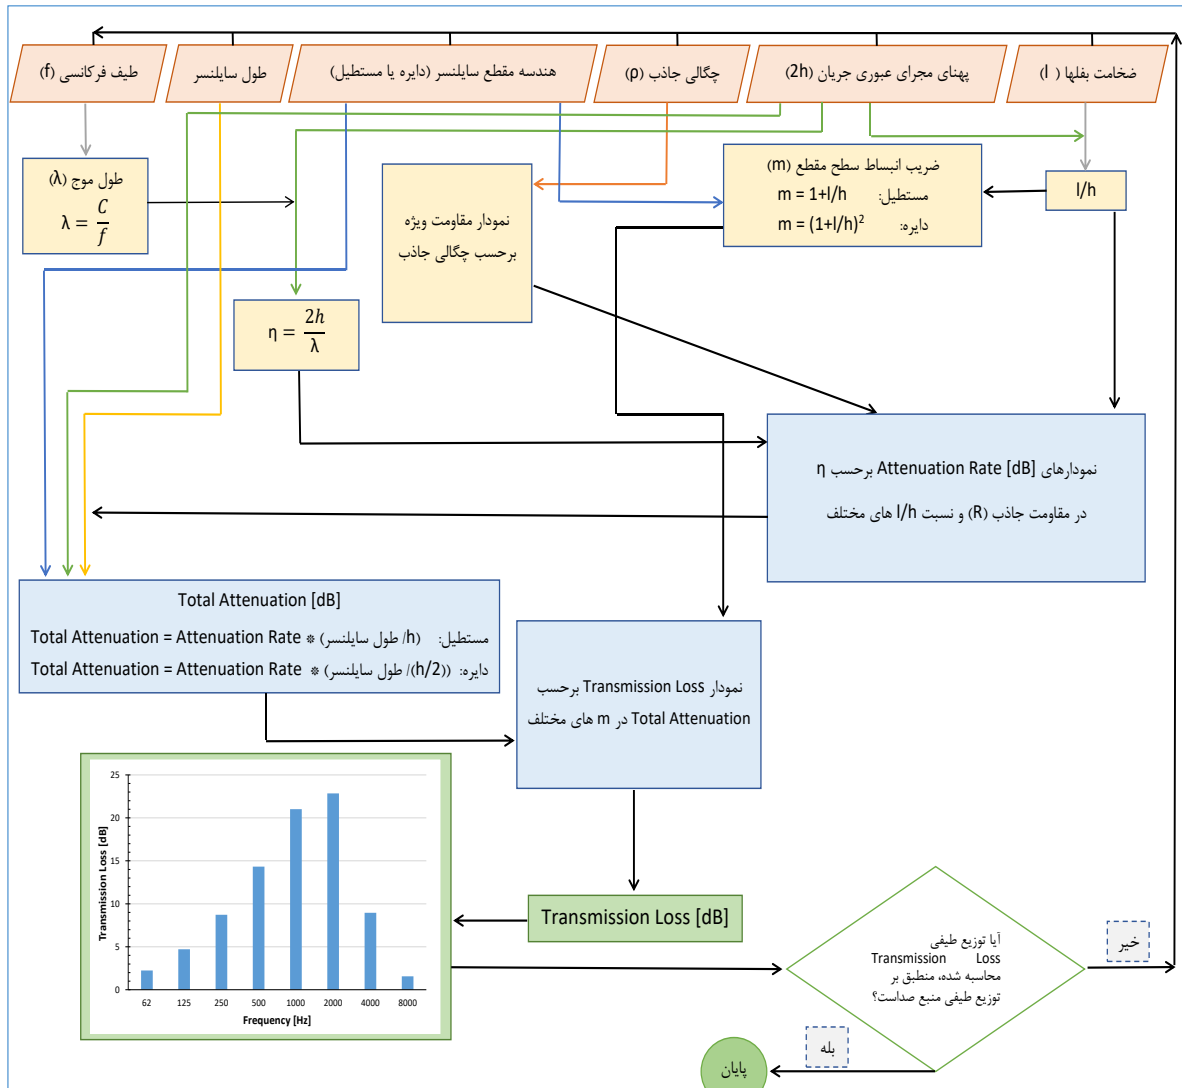 ضخامت بفلها ( l)
پهنای مجرای عبوری جریان (2h)
چگالی جاذب (ρ)
هندسه مقطع سایلنسر (دایره یا مستطیل)
طول سایلنسر
طیف فرکانسی (f)
l/h
ضریب انبساط سطح مقطع (m)
مستطیل: m = 1+l/h
دایره: m = (1+l/h)²
نمودار مقاومت ویژه
برحسب چگالی جاذب
طول موج (λ)
λ = C/f
η = 2h/λ
نمودارهای Attenuation Rate [dB] برحسب η
در مقاومت جاذب (R) و نسبت l/h های مختلف
Total Attenuation [dB]
مستطیل: Total Attenuation = Attenuation Rate * (طول سایلنسر /h)
دایره: Total Attenuation = Attenuation Rate * (طول سایلنسر /(h/2))
نمودار Transmission Loss برحسب
Total Attenuation در m های مختلف
Transmission Loss [dB]
Transmission Loss [dB]
25
20
15
10
5
0
62 125 250 500 1000 2000 4000 8000
Frequency [Hz]
آیا توزیع طیفی
Transmission Loss
محاسبه شده، منطبق بر
توزیع طیفی منبع صداست؟
خیر
بله
پایان